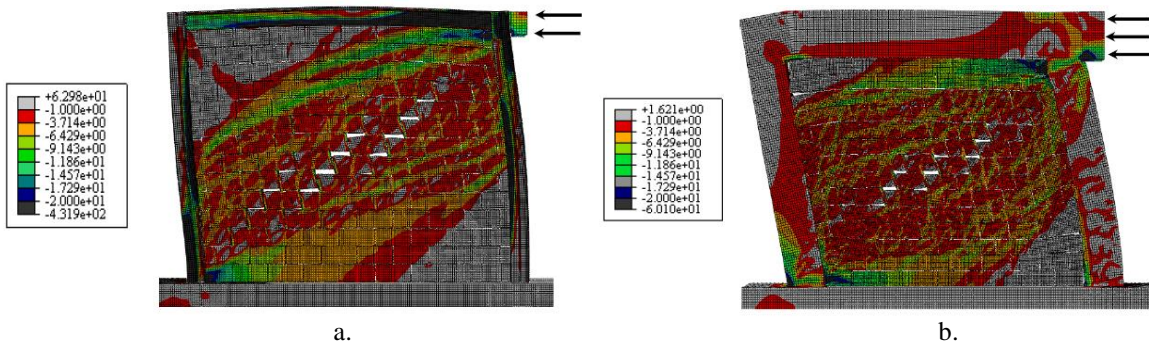 +6.298e+01
-1.000e+00
-3.714e+00
-6.429e+00
-9.143e+00
-1.186e+01
-1.457e+01
-1.729e+01
-2.000e+01
-4.319e+02
+1.621e+00
-1.000e+00
-3.714e+00
-6.429e+00
-9.143e+00
-1.186e+01
-1.457e+01
-1.729e+01
-2.000e+01
-6.010e+01
a.
b.